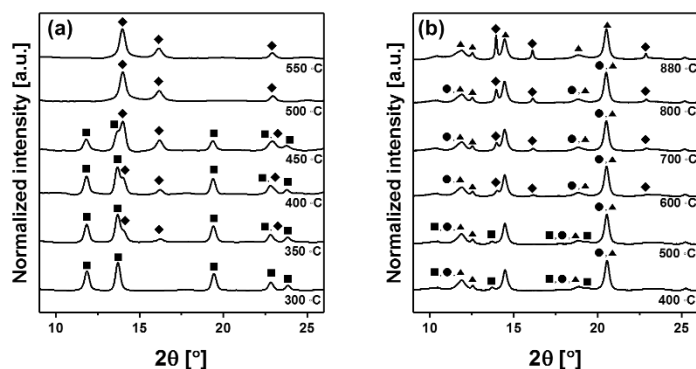 (a)
550 °C
500 °C
450 °C
400 °C
350 °C
300 °C
Normalized intensity [a.u.]
10 15 20 25
2θ [°]
(b)
880 °C
800 °C
700 °C
600 °C
500 °C
400 °C
Normalized intensity [a.u.]
10 15 20 25
2θ [°]